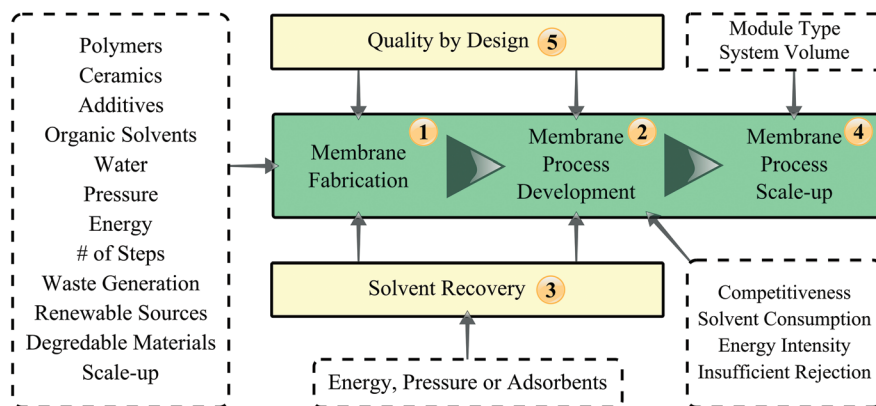 Polymers
Ceramics
Additives
Organic Solvents
Water
Pressure
Energy
# of Steps
Waste Generation
Renewable Sources
Degredable Materials
Scale-up
Quality by Design 5
Module Type
System Volume
1
Membrane
Fabrication
2
Membrane
Process
Development
4
Membrane
Process
Scale-up
Solvent Recovery 3
Energy, Pressure or Adsorbents
Competitiveness
Solvent Consumption
Energy Intensity
Insufficient Rejection